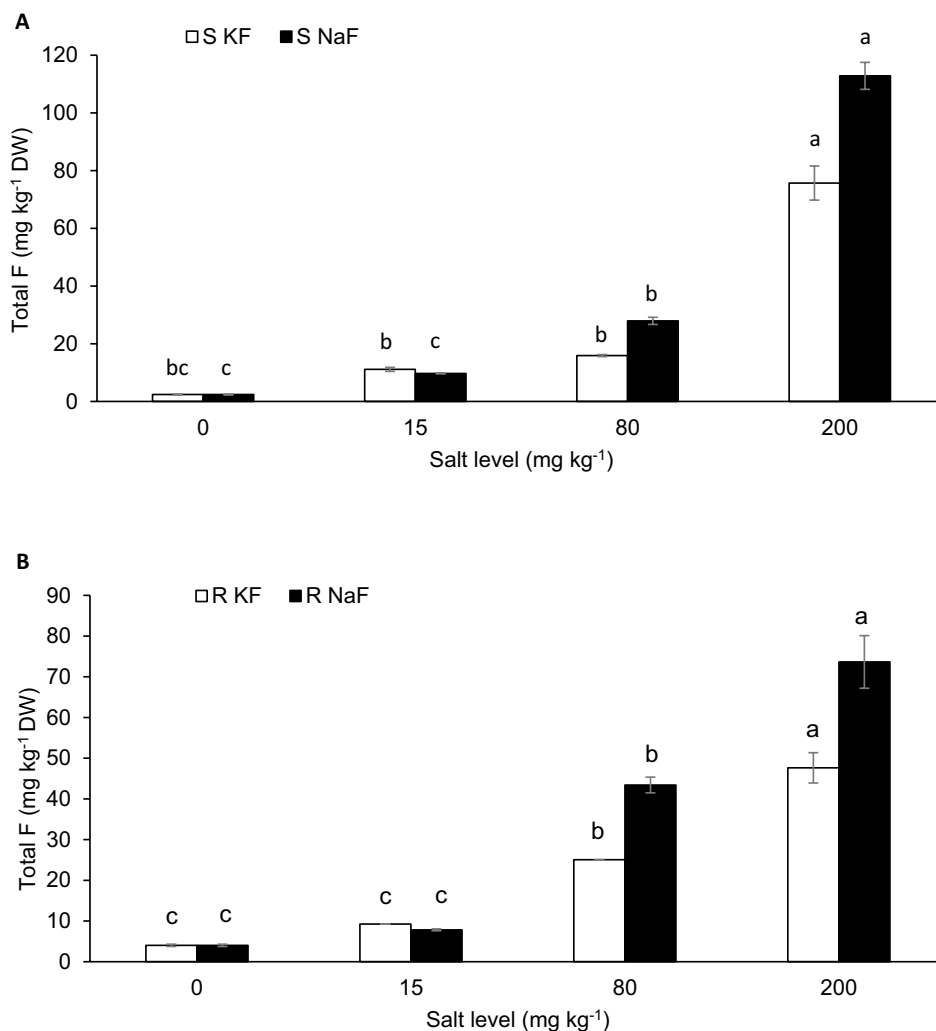 A
S KF S NaF
Total F (mg kg⁻¹ DW)
120
100
80
60
40
20
0
bc c b c b b a a
0 15 80 200
Salt level (mg kg⁻¹)
B
R KF R NaF
Total F (mg kg⁻¹ DW)
90
80
70
60
50
40
30
20
10
0
c c c c b b a a
0 15 80 200
Salt level (mg kg⁻¹)